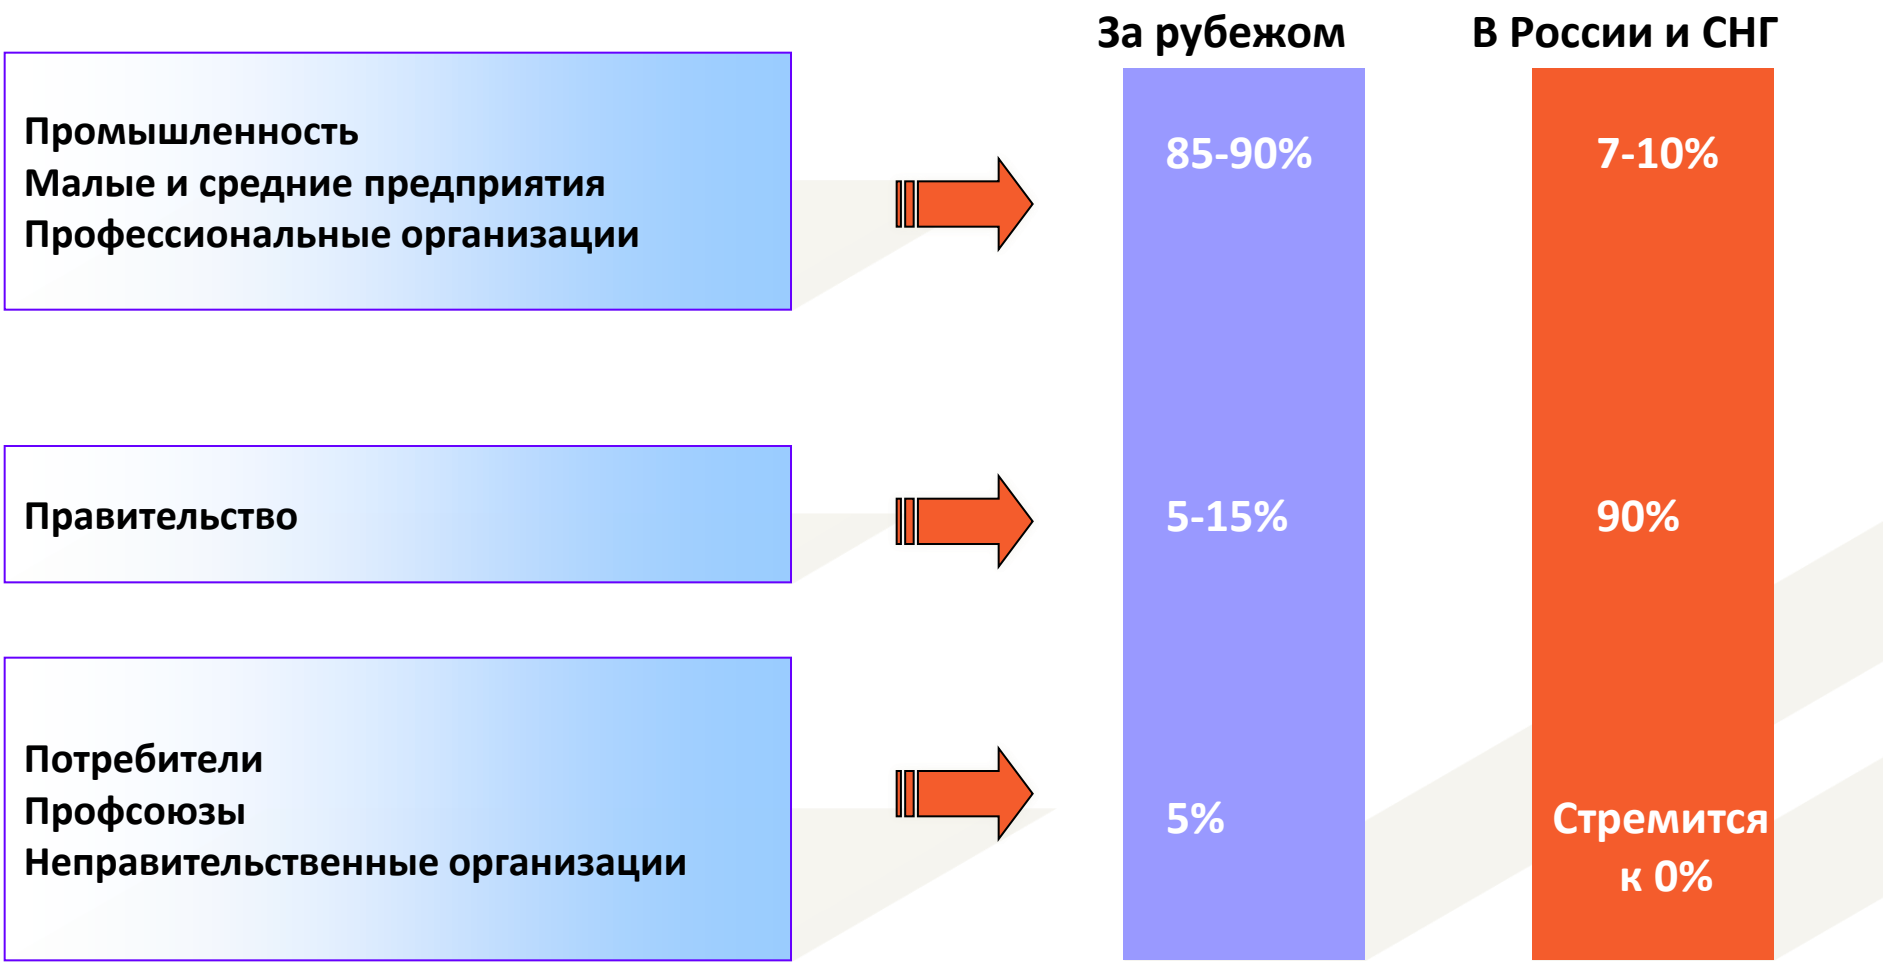 За рубежом
В России и СНГ
Промышленность
Малые и средние предприятия
Профессиональные организации
85-90%
7-10%
Правительство
5-15%
90%
Потребители
Профсоюзы
Неправительственные организации
5%
Стремится
к 0%